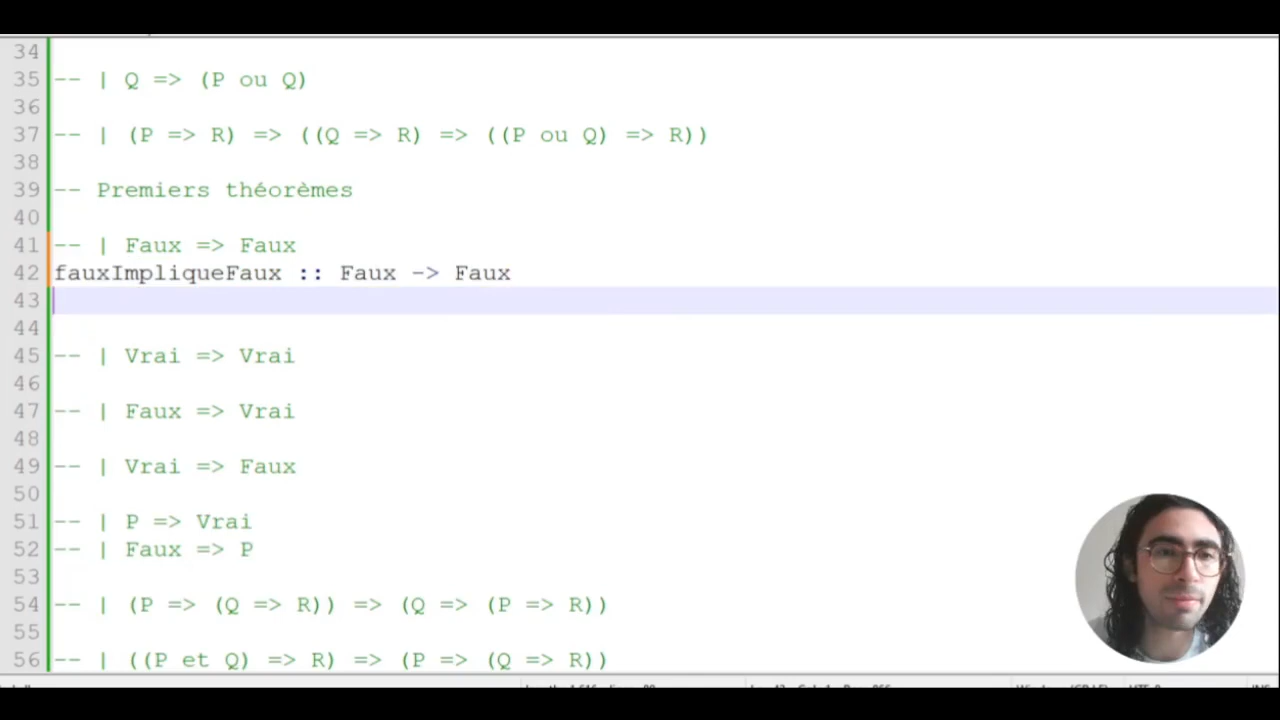 34
35 -- | Q => (P ou Q)
36
37 -- | (P => R) => ((Q => R) => ((P ou Q) => R))
38
39 -- Premiers théorèmes
40
41 -- | Faux => Faux
42 fauxImpliqueFaux :: Faux -> Faux
43
44
45 -- | Vrai => Vrai
46
47 -- | Faux => Vrai
48
49 -- | Vrai => Faux
50
51 -- | P => Vrai
52 -- | Faux => P
53
54 -- | (P => (Q => R)) => (Q => (P => R))
55
56 -- | ((P et Q) => R) => (P => (Q => R))